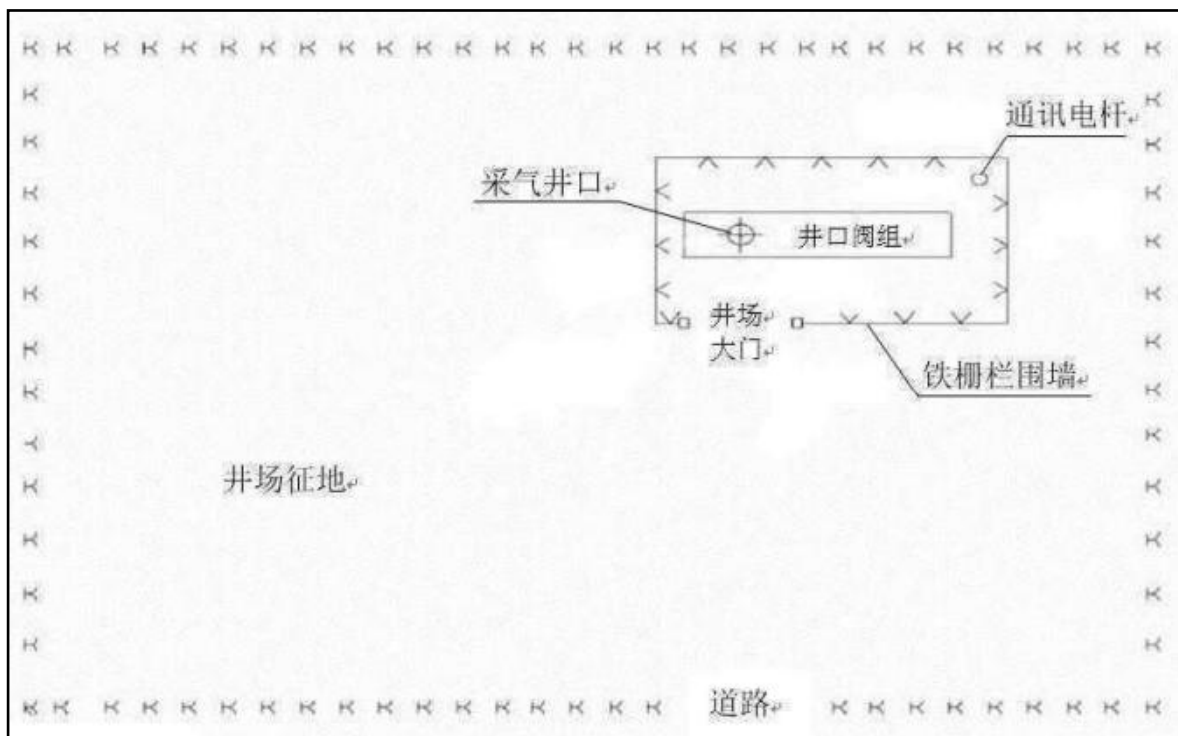 通讯电杆
采气井口
井口阀组
井场
大门
铁栅栏围墙
井场征地
道路